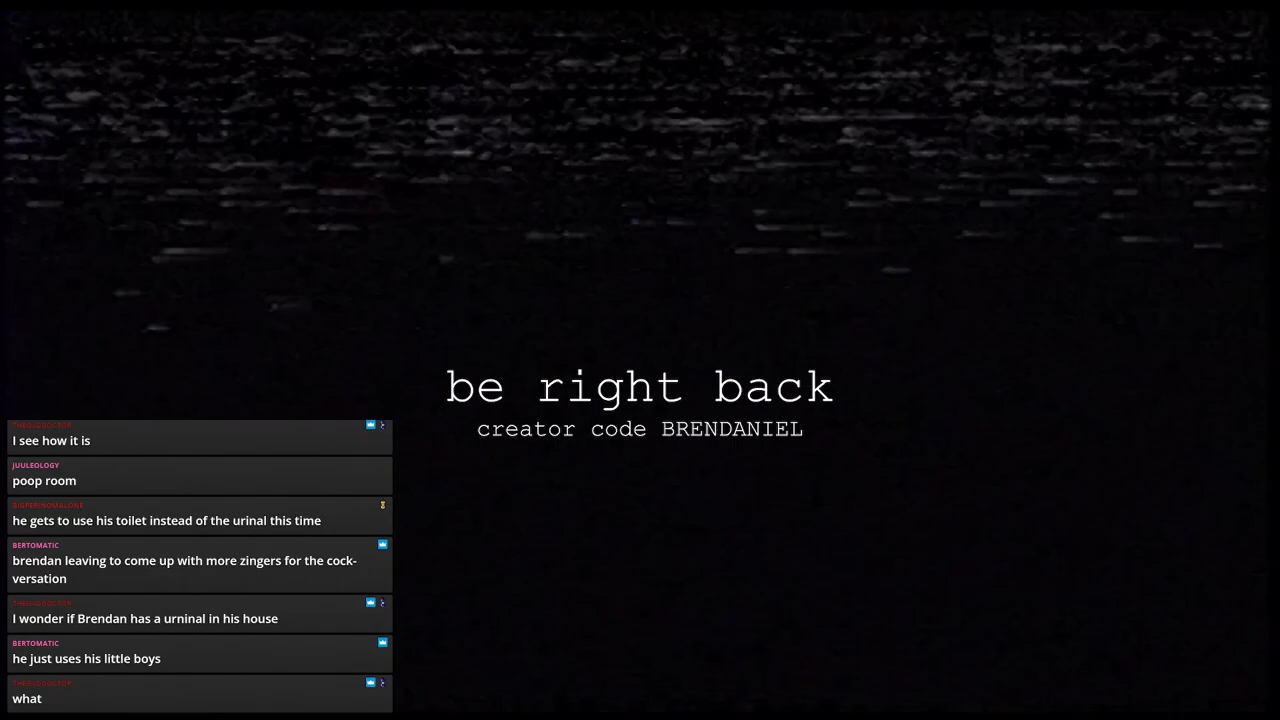 be right back
creator code BRENDANIEL
I see how it is
JUULEOLOGY
poop room
he gets to use his toilet instead of the urinal this time
BERTOMATIC
brendan leaving to come up with more zingers for the cock-
versation
I wonder if Brendan has a urninal in his house
BERTOMATIC
he just uses his little boys
what